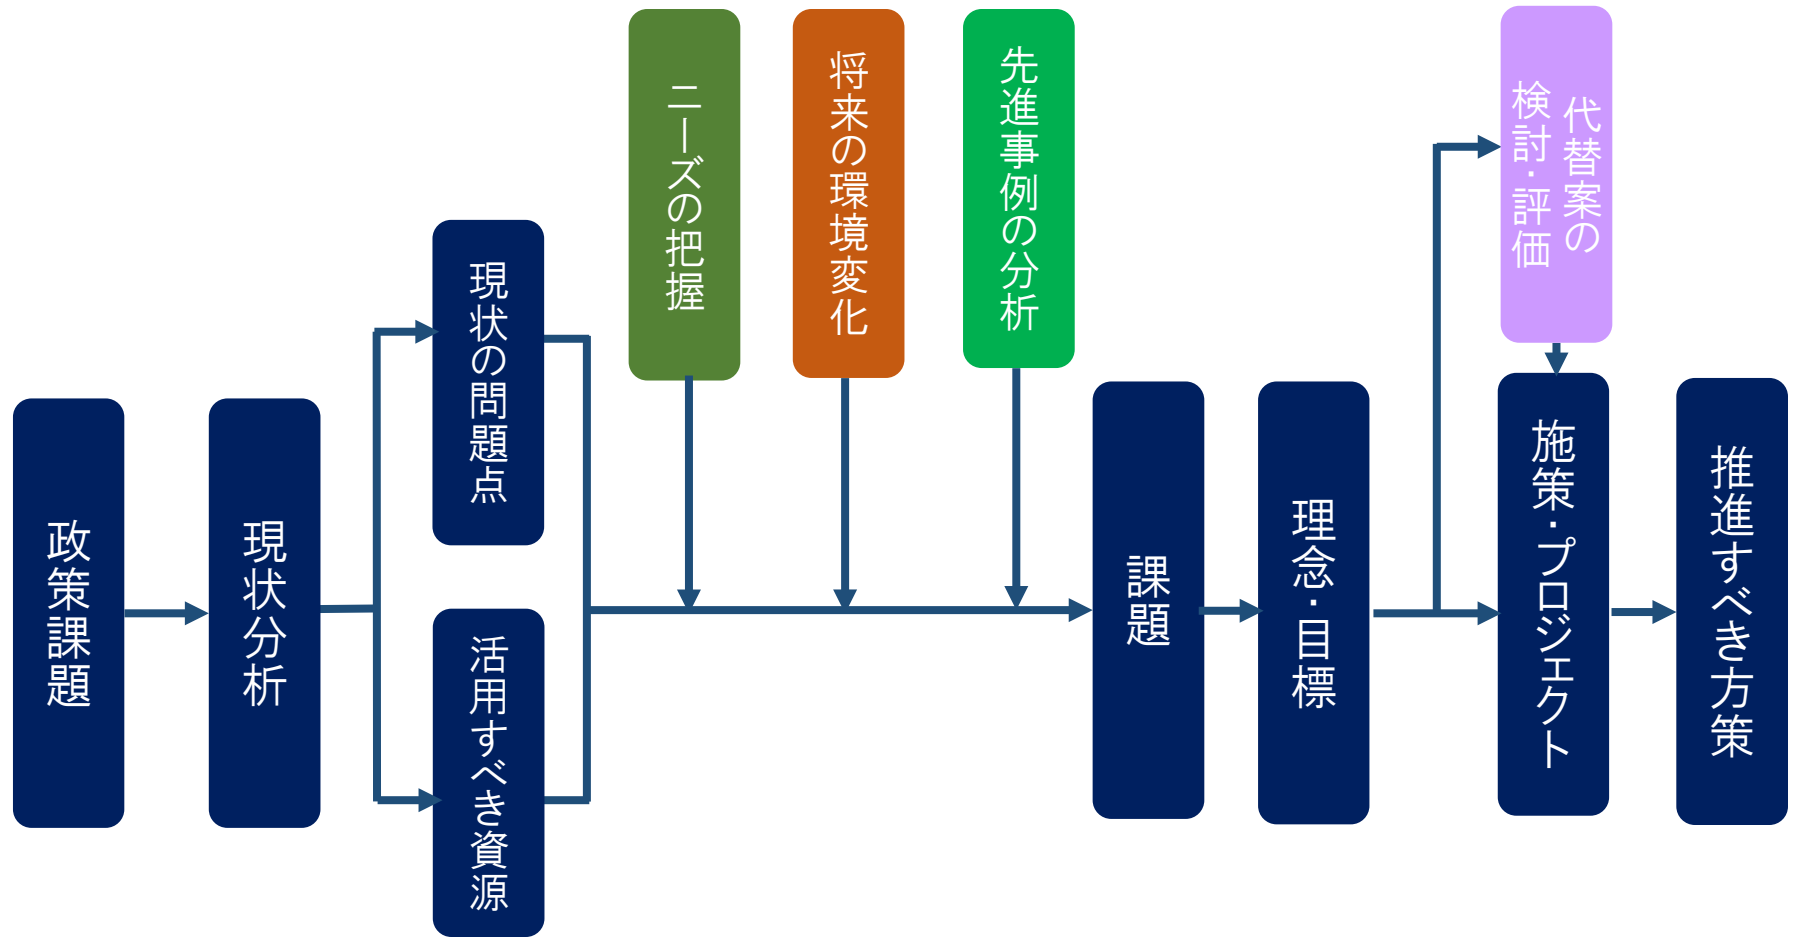 政策課題
現状分析
現状の問題点
活用すべき資源
ニーズの把握
将来の環境変化
先進事例の分析
課題
理念・目標
代替案の
検討・評価
施策・プロジェクト
推進すべき方策